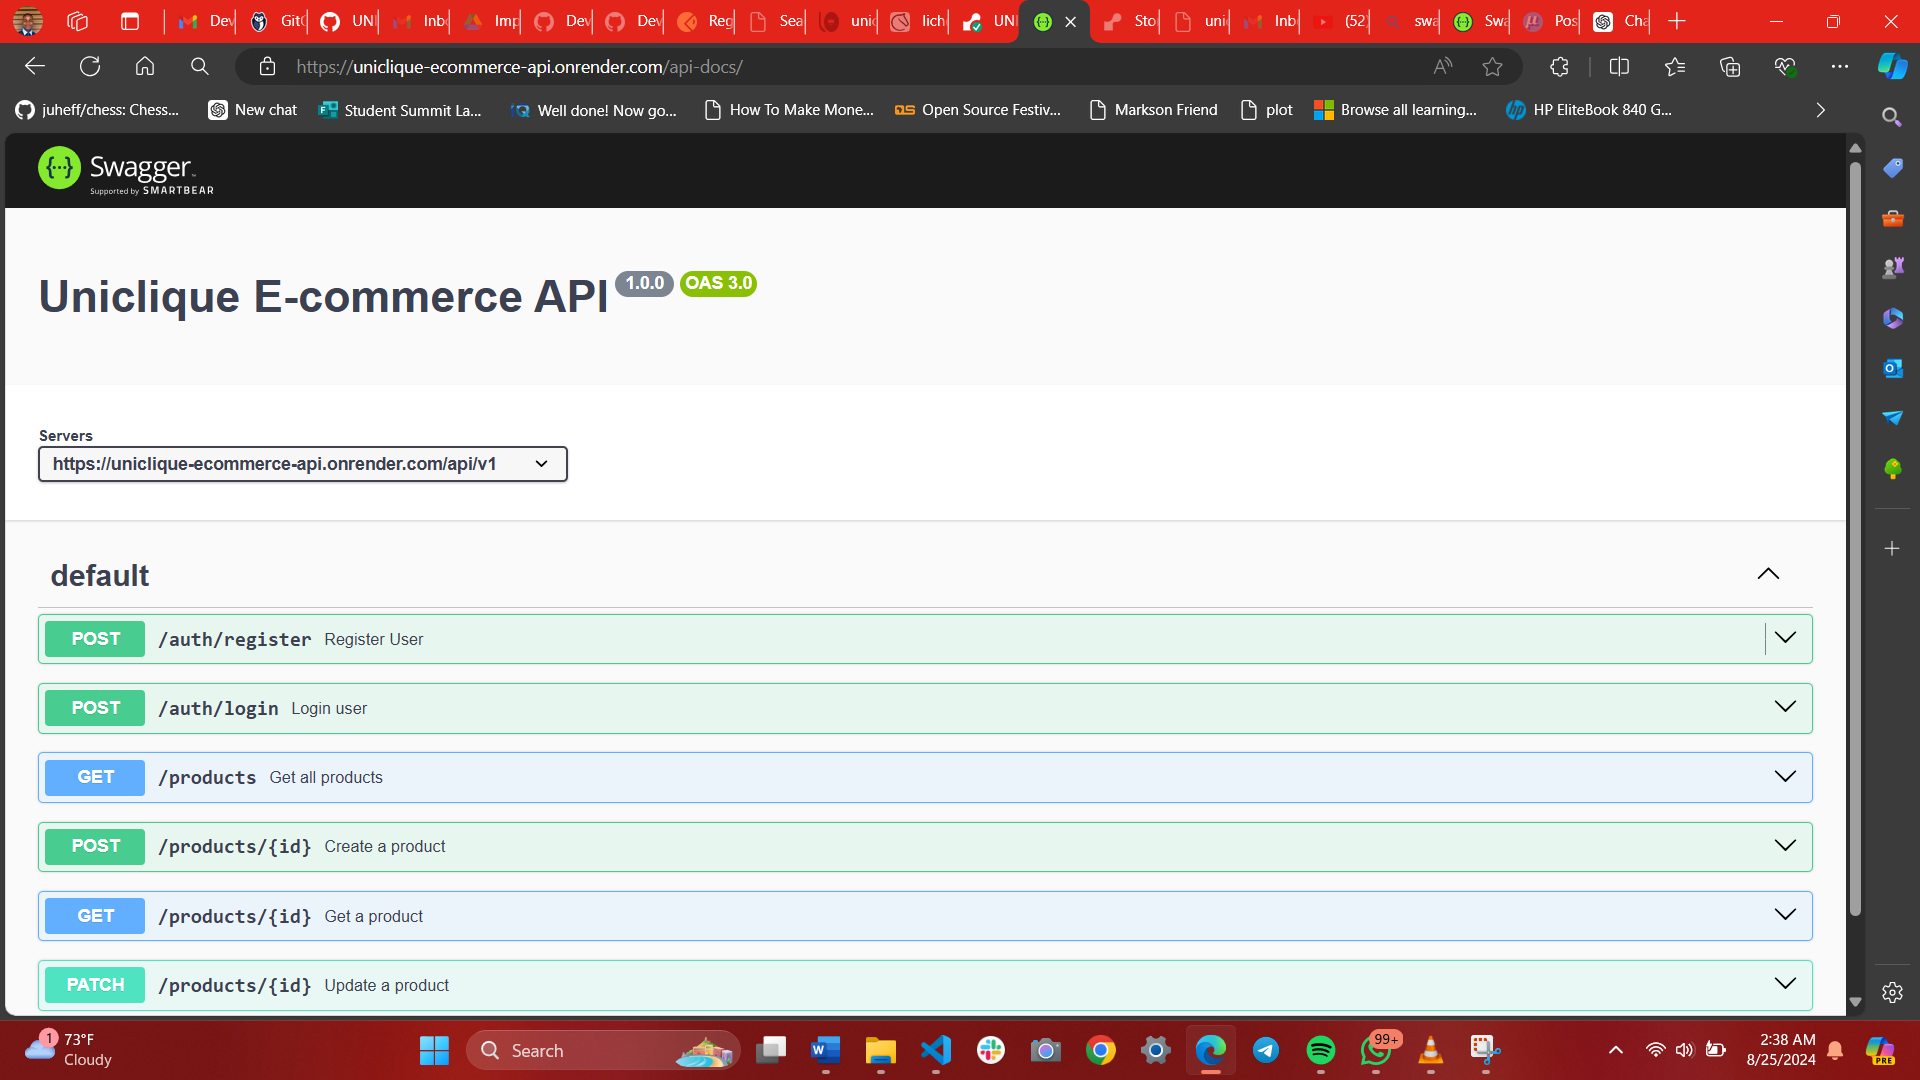 Dev
GitC
UNI
Inbo
Imp
Dev
Dev
Reg
Sea
unic
lich
UNI
Sto
unic
Inb
(52
swa
Swa
Pos
Cha
https://uniclique-ecommerce-api.onrender.com/api-docs/
juheff/chess: Chess...
New chat
Student Summit La...
Well done! Now go...
How To Make Mone...
Open Source Festiv...
Markson Friend
plot
Browse all learning...
HP EliteBook 840 G...
Swagger
Supported by SMARTBEAR
Uniclique E-commerce API 1.0.0 OAS 3.0
Servers
https://uniclique-ecommerce-api.onrender.com/api/v1
default
POST /auth/register Register User
POST /auth/login Login user
GET /products Get all products
POST /products/{id} Create a product
GET /products/{id} Get a product
PATCH /products/{id} Update a product
1
73°F
Cloudy
Search
99+
2:38 AM
8/25/2024
PRE